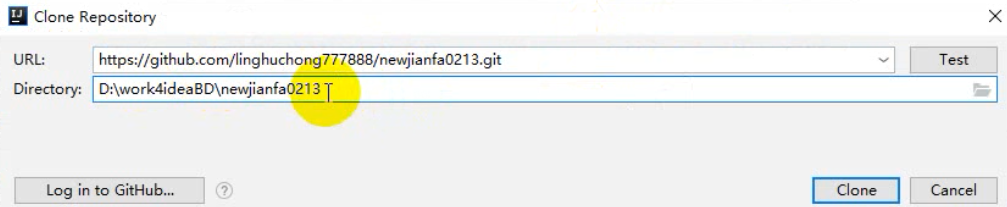 IJ Clone Repository
URL: https://github.com/linghuchong777888/newjianfa0213.git Test
Directory: D:\work4ideaBD\newjianfa0213
Log in to GitHub... ? Clone Cancel